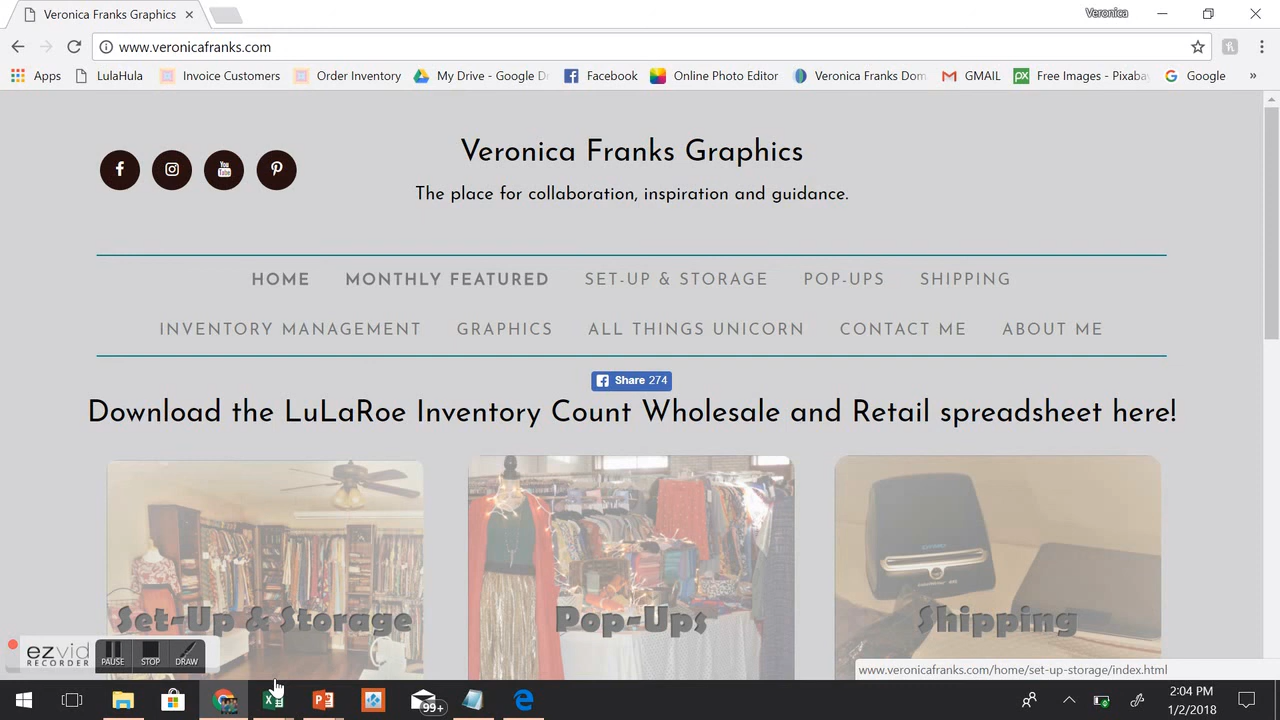 Veronica Franks Graphics
Veronica
www.veronicafranks.com
Apps LulaHula Invoice Customers Order Inventory My Drive - Google D Facebook Online Photo Editor Veronica Franks Dom GMAIL Free Images - Pixaba Google »
Veronica Franks Graphics
The place for collaboration, inspiration and guidance.
HOME MONTHLY FEATURED SET-UP & STORAGE POP-UPS SHIPPING
INVENTORY MANAGEMENT GRAPHICS ALL THINGS UNICORN CONTACT ME ABOUT ME
Share 274
Download the LuLaRoe Inventory Count Wholesale and Retail spreadsheet here!
Set-Up & Storage Pop-Ups Shipping
ezvid
RECORDER
PAUSE STOP DRAW
www.veronicafranks.com/home/set-up-storage/index.html
99+
2:04 PM
1/2/2018